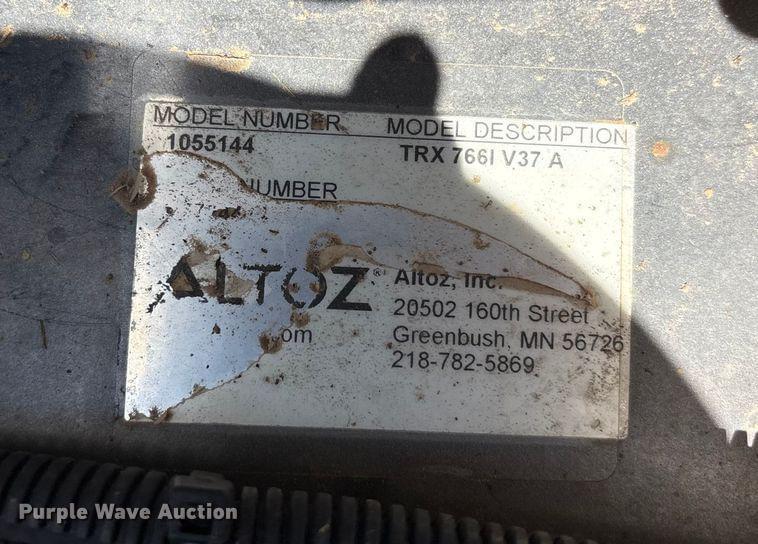 MODEL NUMBER MODEL DESCRIPTION
1055144 TRX 766I V37 A
NUMBER
ALTOZ® Altoz, Inc.
20502 160th Street
.com Greenbush, MN 56726
218-782-5869
Purple Wave Auction